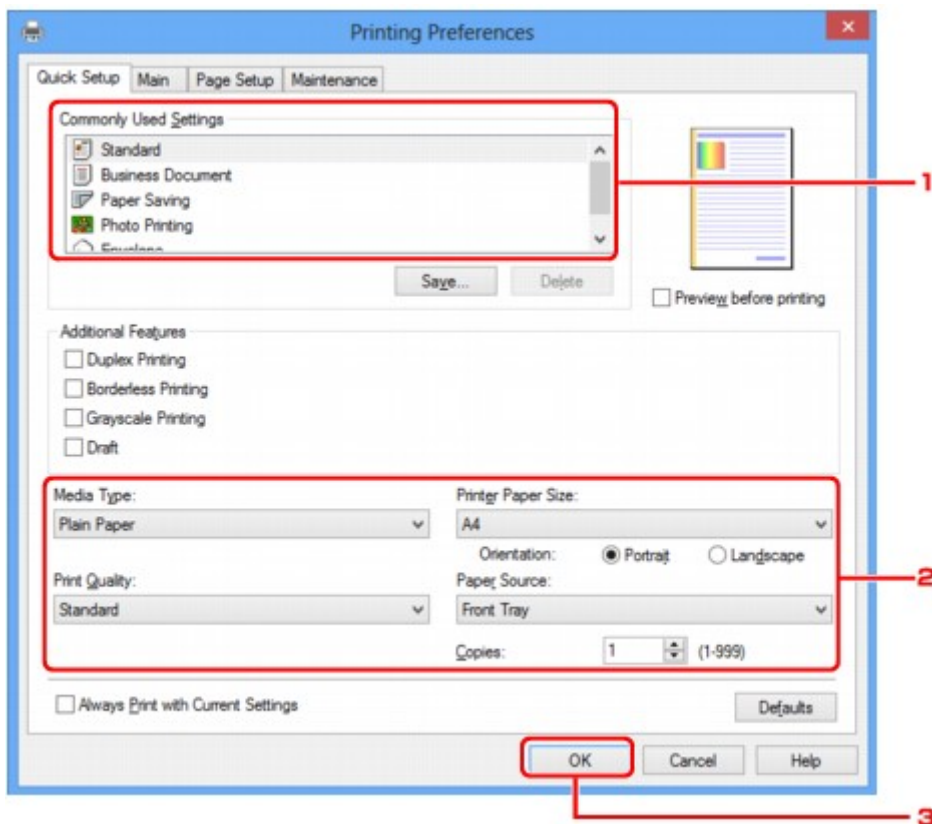 Printing Preferences
Quick Setup Main Page Setup Maintenance
Commonly Used Settings
Standard
Business Document
Paper Saving
Photo Printing
Envelope
1
Save... Delete
Preview before printing
Additional Features
Duplex Printing
Borderless Printing
Grayscale Printing
Draft
Media Type: Printer Paper Size:
Plain Paper A4
Orientation: Portrait Landscape
2
Print Quality: Paper Source:
Standard Front Tray
Copies: 1 (1-999)
Always Print with Current Settings Defaults
OK Cancel Help
3